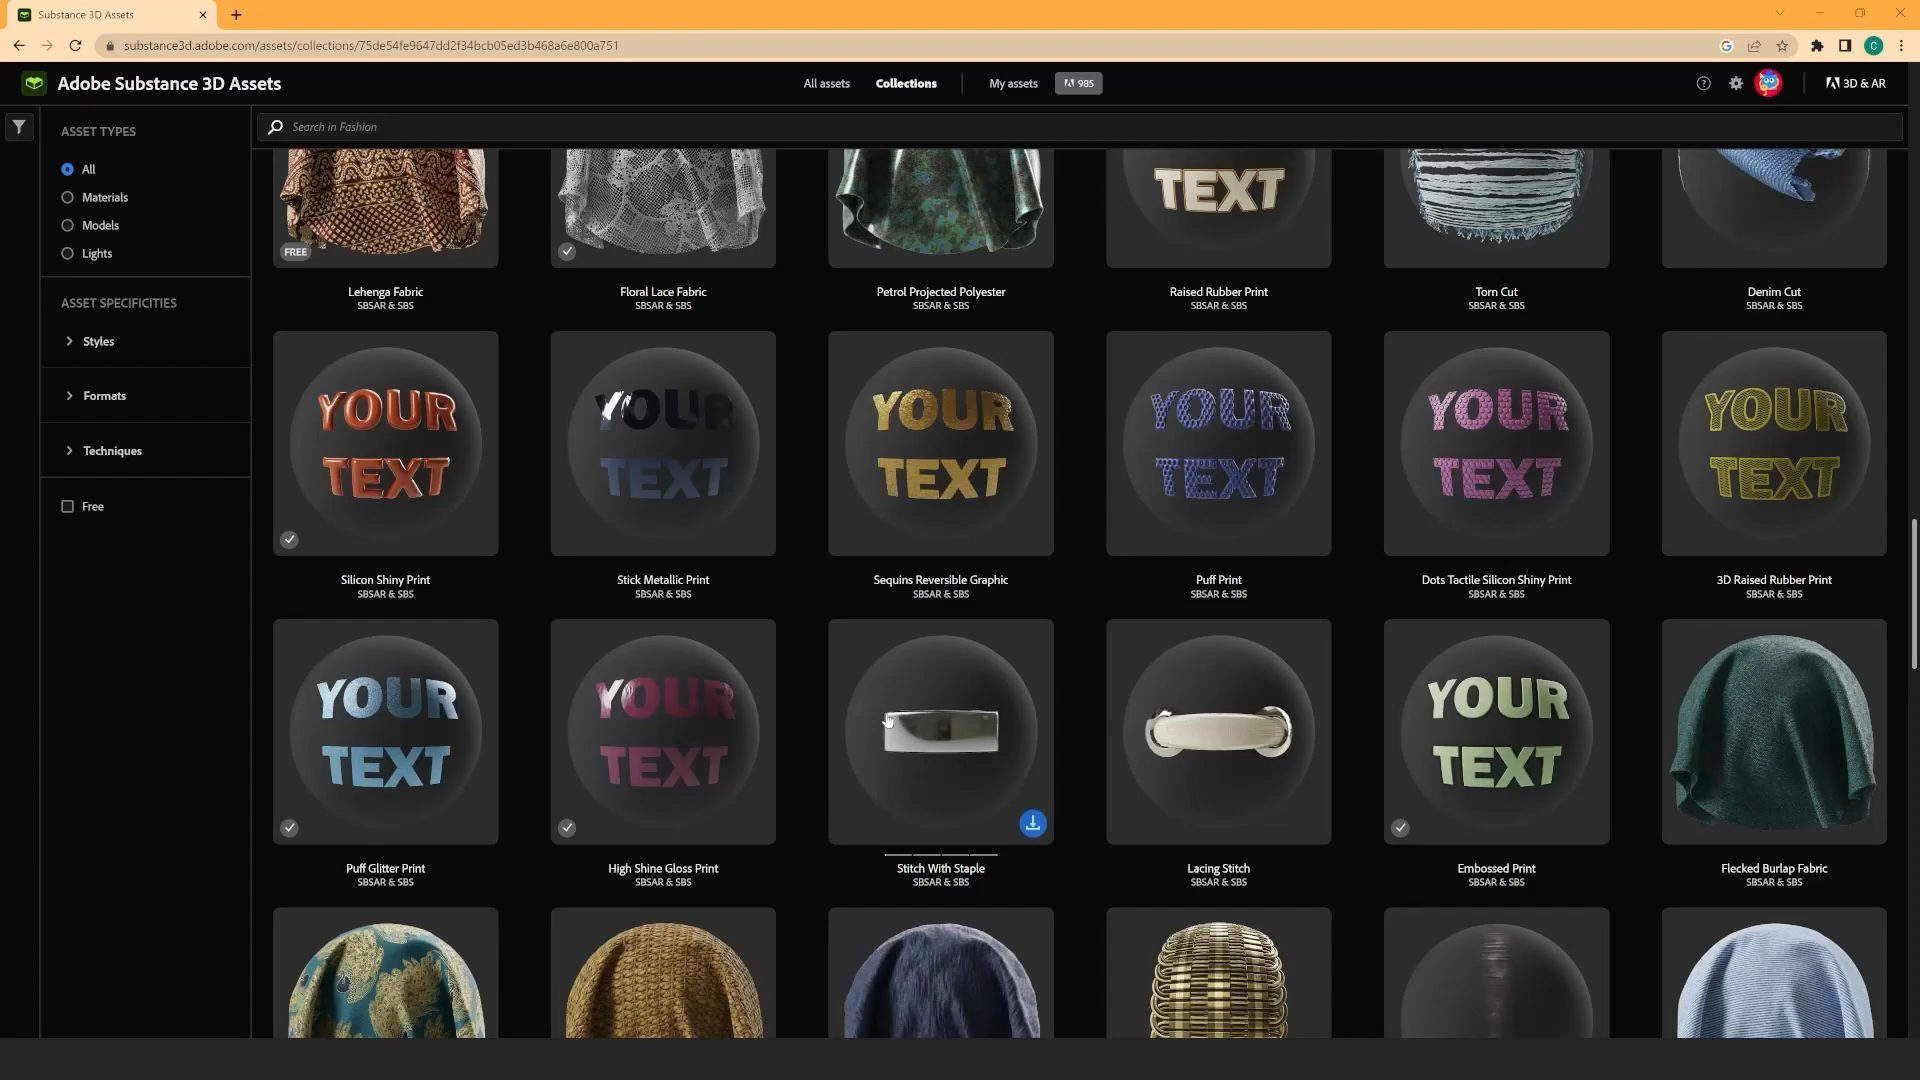 Substance 3D Assets
substance3d.adobe.com/assets/collections/75de54fe9647dd2f34bcb05ed3b468a6e800a751
G
C
Adobe Substance 3D Assets
All assets
Collections
My assets
985
3D & AR
ASSET TYPES
All
Materials
Models
Lights
ASSET SPECIFICITIES
Styles
Formats
Techniques
Free
Search in Fashion
TEXT
FREE
Lehenga Fabric
SBSAR & SBS
Floral Lace Fabric
SBSAR & SBS
Petrol Projected Polyester
SBSAR & SBS
Raised Rubber Print
SBSAR & SBS
Torn Cut
SBSAR & SBS
Denim Cut
SBSAR & SBS
YOUR
TEXT
YOUR
TEXT
YOUR
TEXT
YOUR
TEXT
YOUR
TEXT
YOUR
TEXT
Silicon Shiny Print
SBSAR & SBS
Stick Metallic Print
SBSAR & SBS
Sequins Reversible Graphic
SBSAR & SBS
Puff Print
SBSAR & SBS
Dots Tactile Silicon Shiny Print
SBSAR & SBS
3D Raised Rubber Print
SBSAR & SBS
YOUR
TEXT
YOUR
TEXT
YOUR
TEXT
Puff Glitter Print
SBSAR & SBS
High Shine Gloss Print
SBSAR & SBS
Stitch With Staple
SBSAR & SBS
Lacing Stitch
SBSAR & SBS
Embossed Print
SBSAR & SBS
Flecked Burlap Fabric
SBSAR & SBS